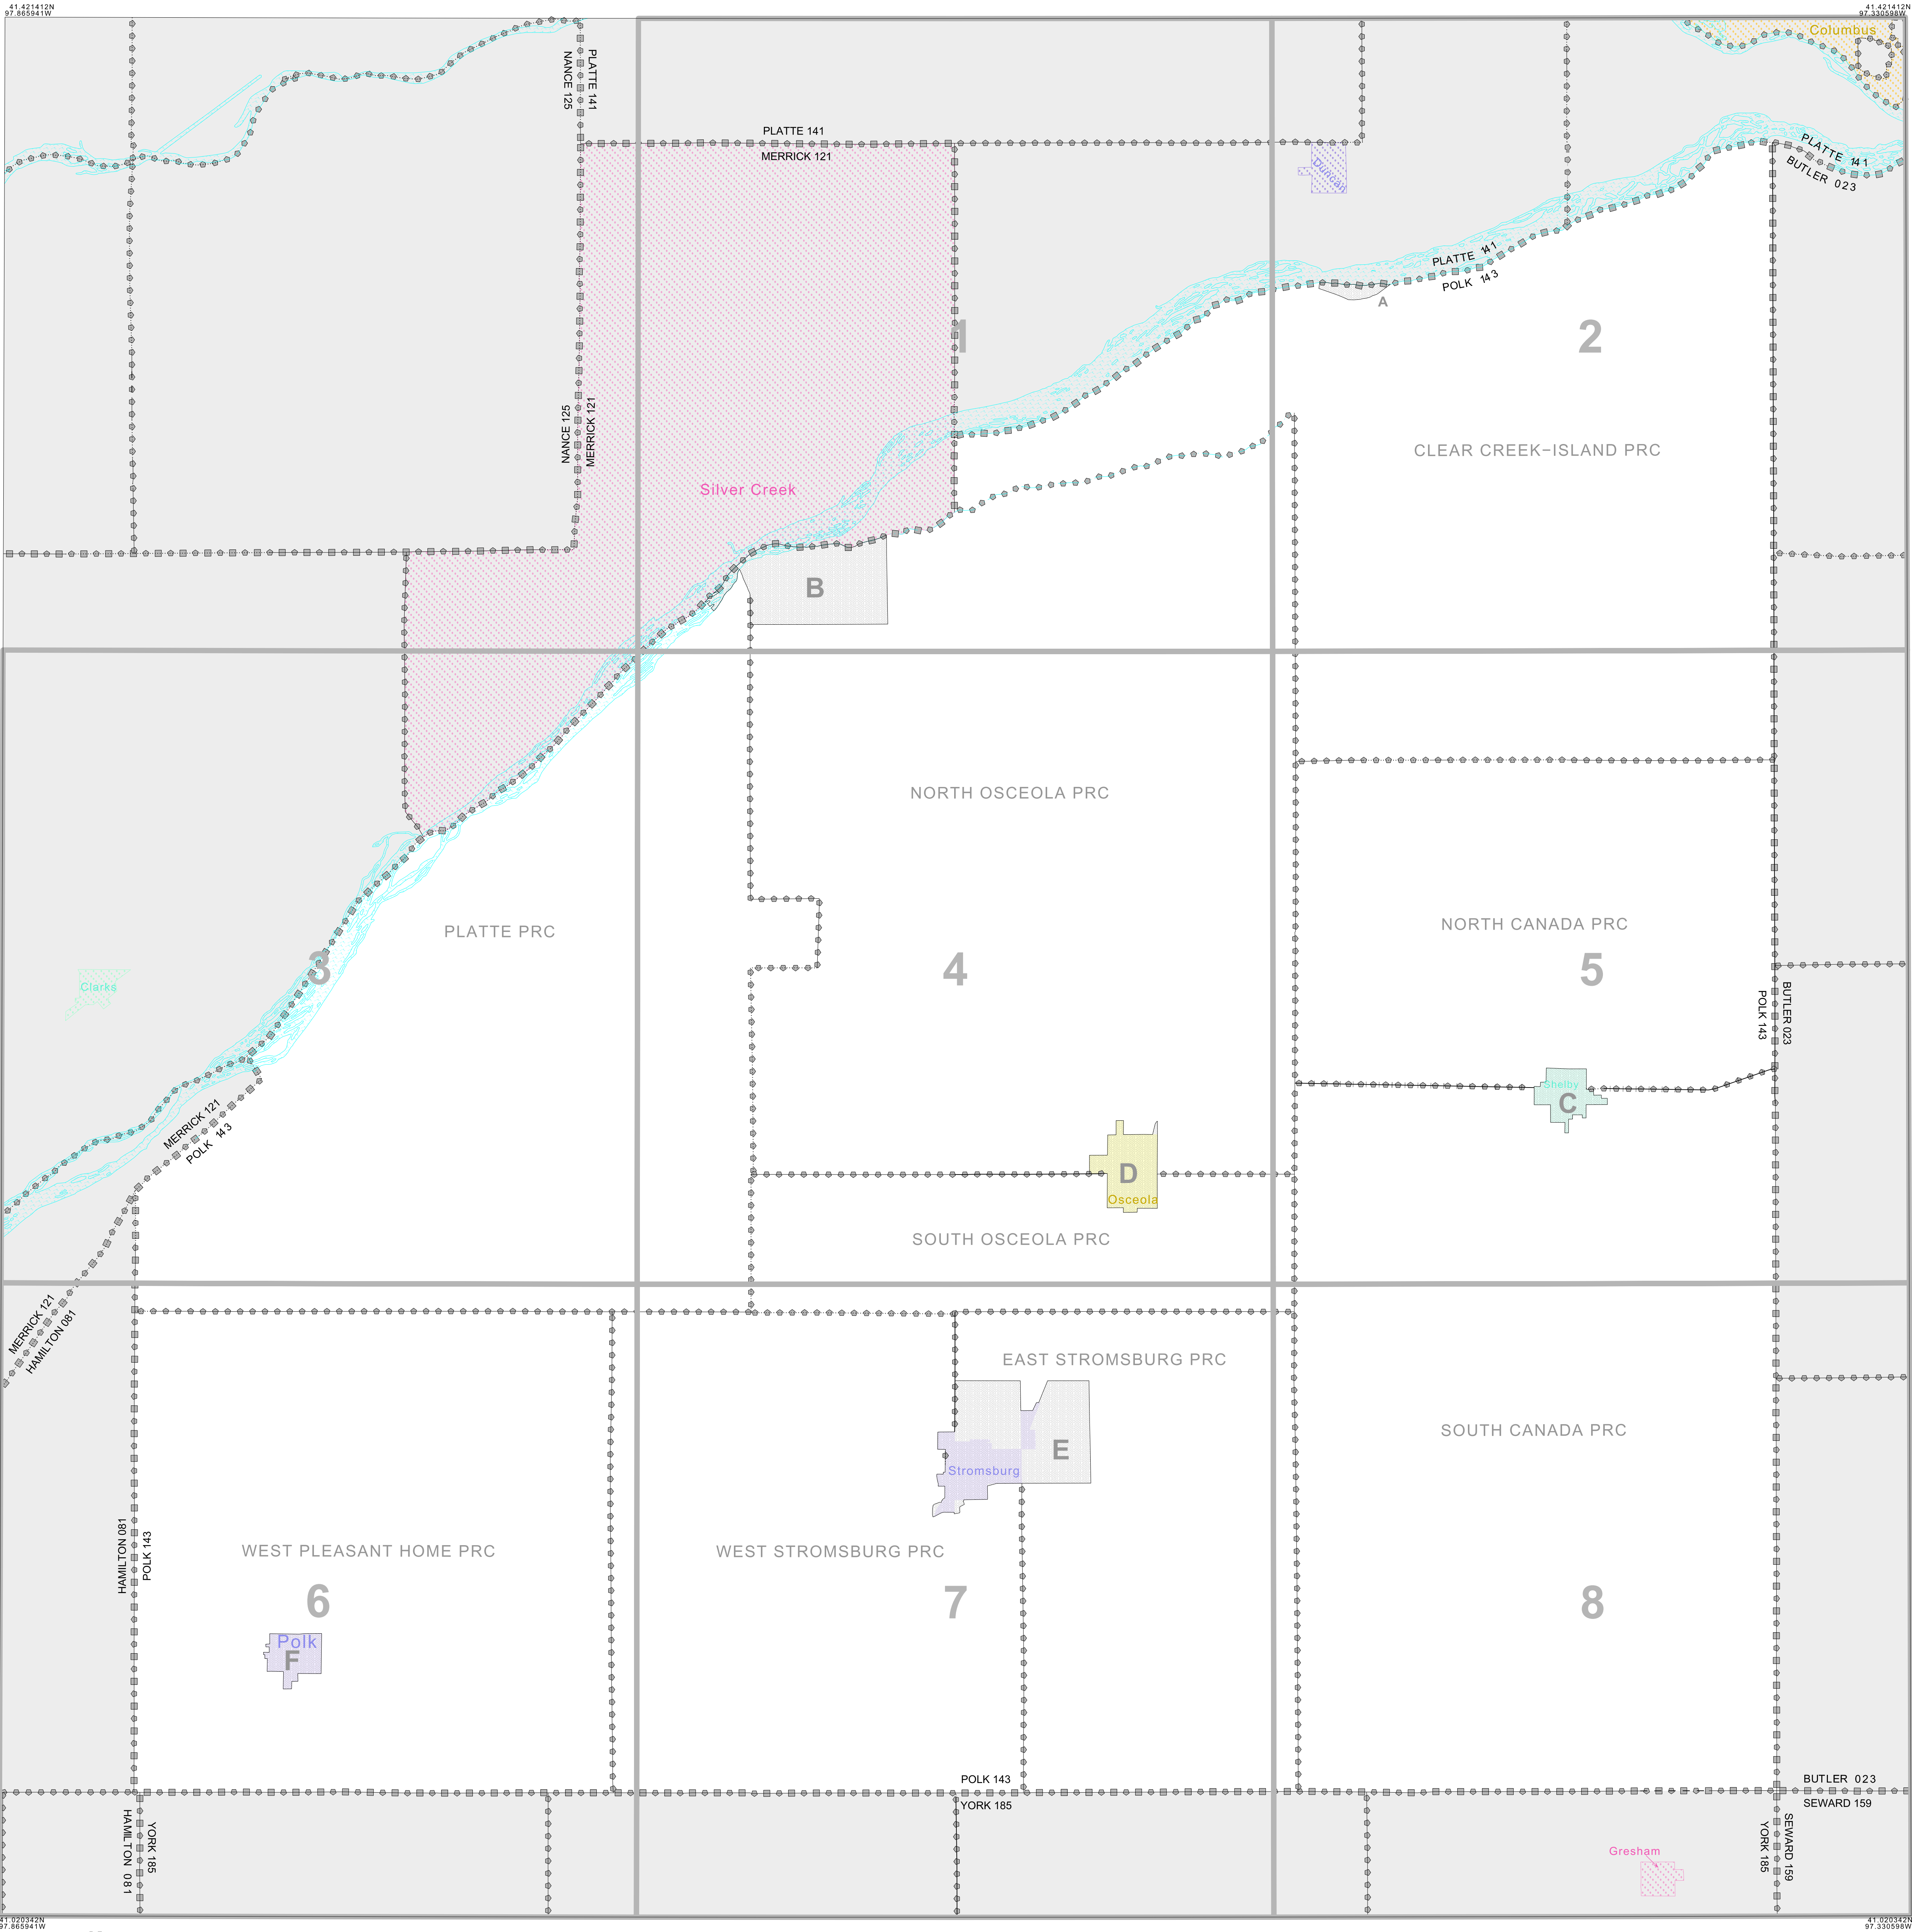 41.421412N
97.865941W
41.421412N
97.330598W
Columbus
NANCE 125
PLATTE 141
PLATTE 141
MERRICK 121
Duncan
PLATTE 141
BUTLER 023
PLATTE 141
POLK 143
A
1
2
NANCE 125
MERRICK 121
CLEAR CREEK-ISLAND PRC
Silver Creek
B
NORTH OSCEOLA PRC
PLATTE PRC
NORTH CANADA PRC
3
4
5
Clarks
POLK 143
BUTLER 023
Shelby
C
MERRICK 121
POLK 143
D
Osceola
SOUTH OSCEOLA PRC
MERRICK 121
HAMILTON 081
EAST STROMSBURG PRC
SOUTH CANADA PRC
E
Stromsburg
HAMILTON 081
POLK 143
WEST PLEASANT HOME PRC
WEST STROMSBURG PRC
6
7
8
Polk
F
POLK 143
YORK 185
BUTLER 023
SEWARD 159
HAMILTON 081
YORK 185
YORK 185
SEWARD 159
Gresham
41.020342N
97.865941W
41.020342N
97.330598W